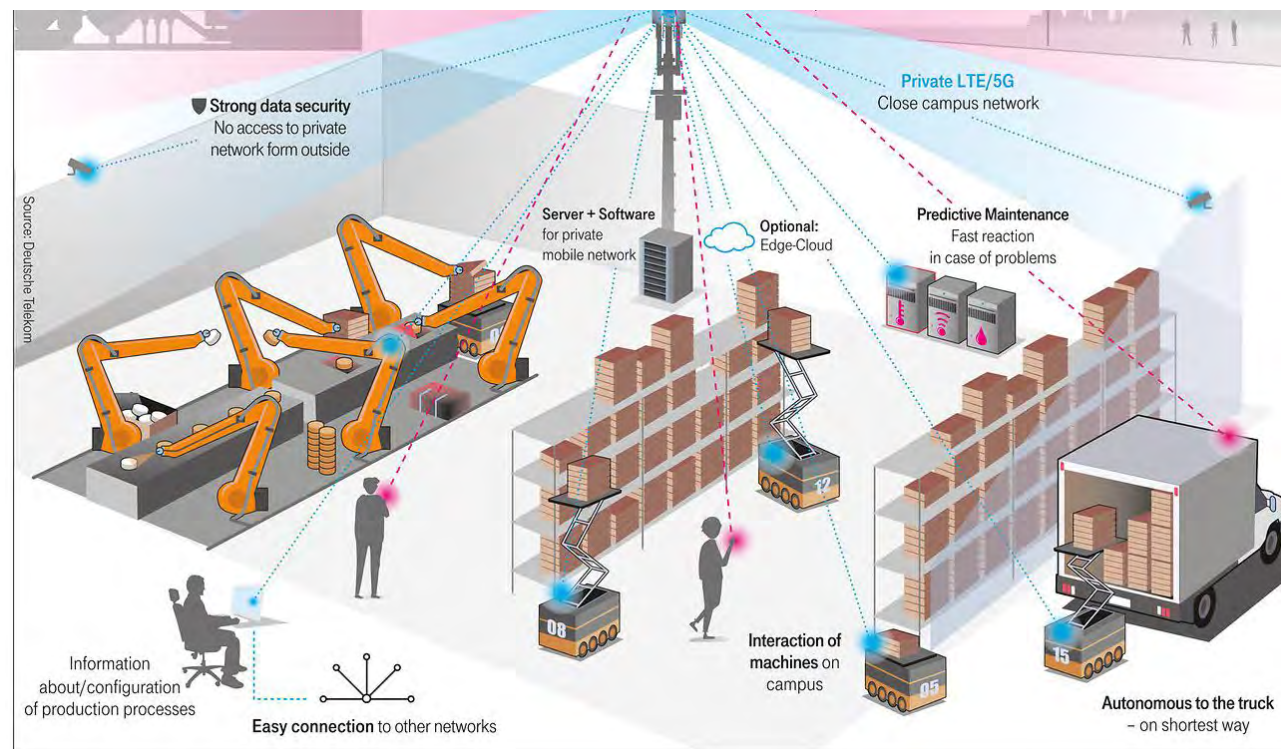 Strong data security
No access to private
network form outside
Private LTE/5G
Close campus network
Source: Deutsche Telekom
Server + Software
for private
mobile network
Optional:
Edge-Cloud
Predictive Maintenance
Fast reaction
in case of problems
12
08
05
15
Interaction of
machines on
campus
Information
about/configuration
of production processes
Easy connection to other networks
Autonomous to the truck
– on shortest way